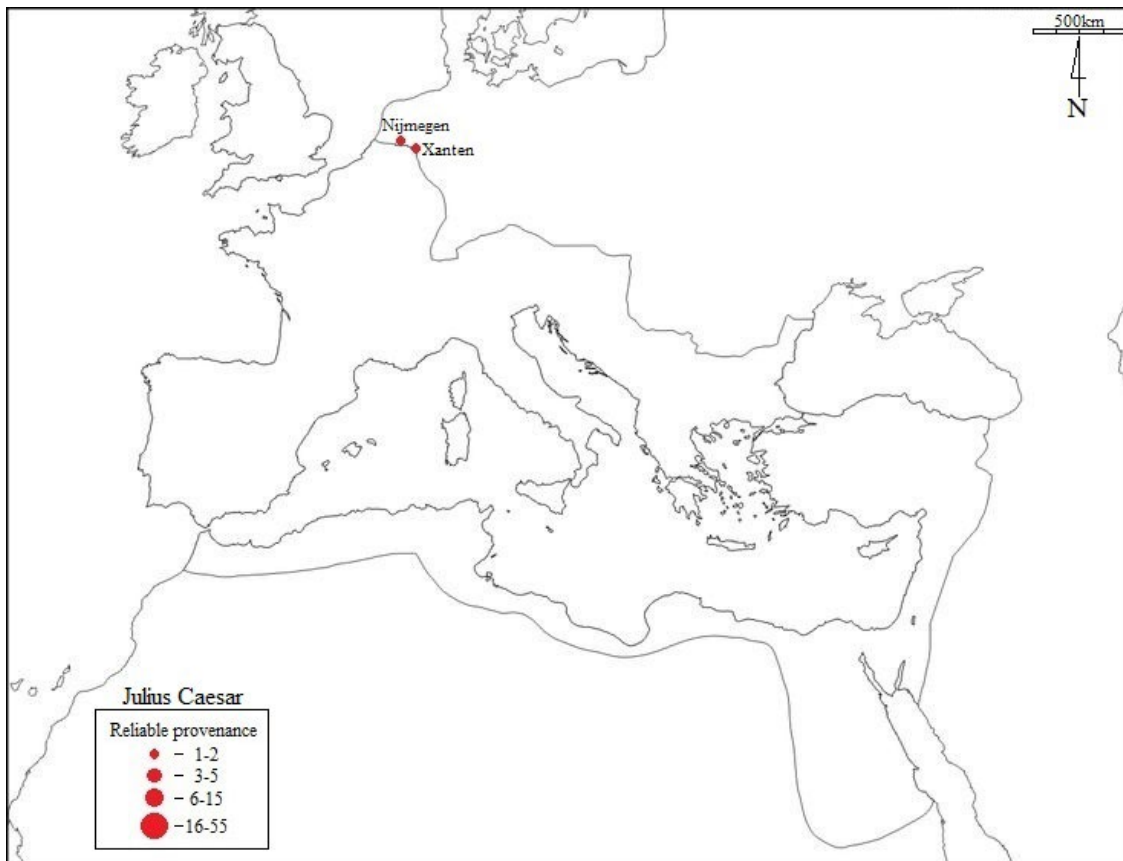 500km
N
Nijmegen
Xanten
Julius Caesar
Reliable provenance
– 1-2
– 3-5
– 6-15
–16-55